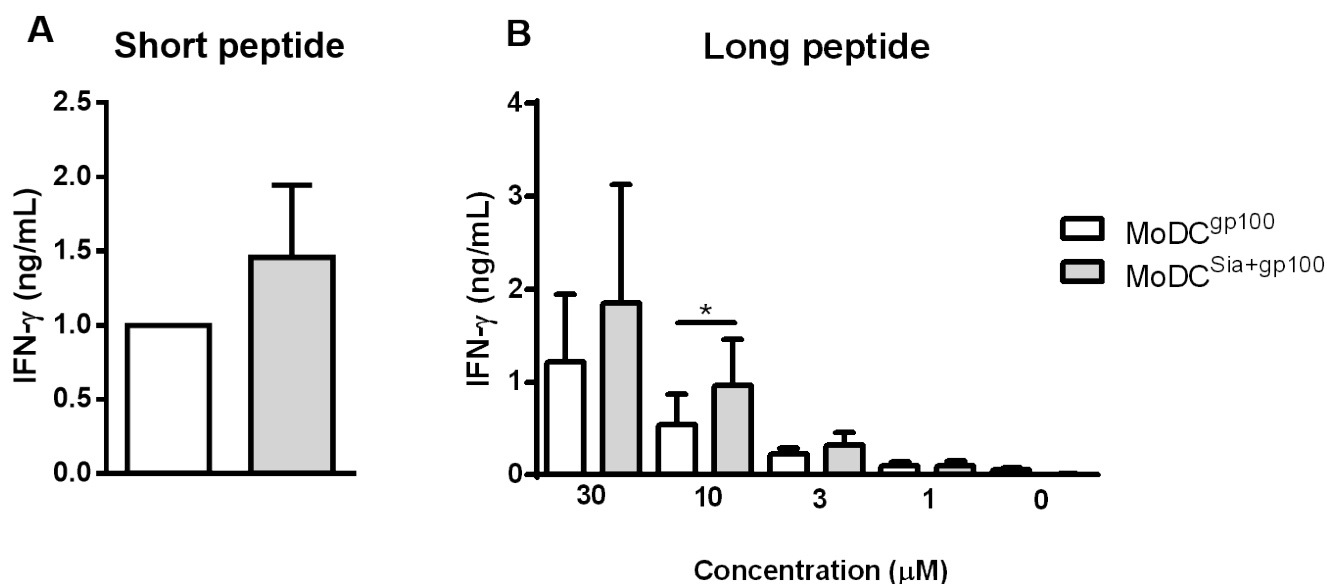 A
Short peptide
IFN-γ (ng/mL)
2.5
2.0
1.5
1.0
0.5
0.0
B
Long peptide
IFN-γ (ng/mL)
4
3
2
1
0
*
30 10 3 1 0
Concentration (μM)
MoDC^gp100
MoDC^Sia+gp100